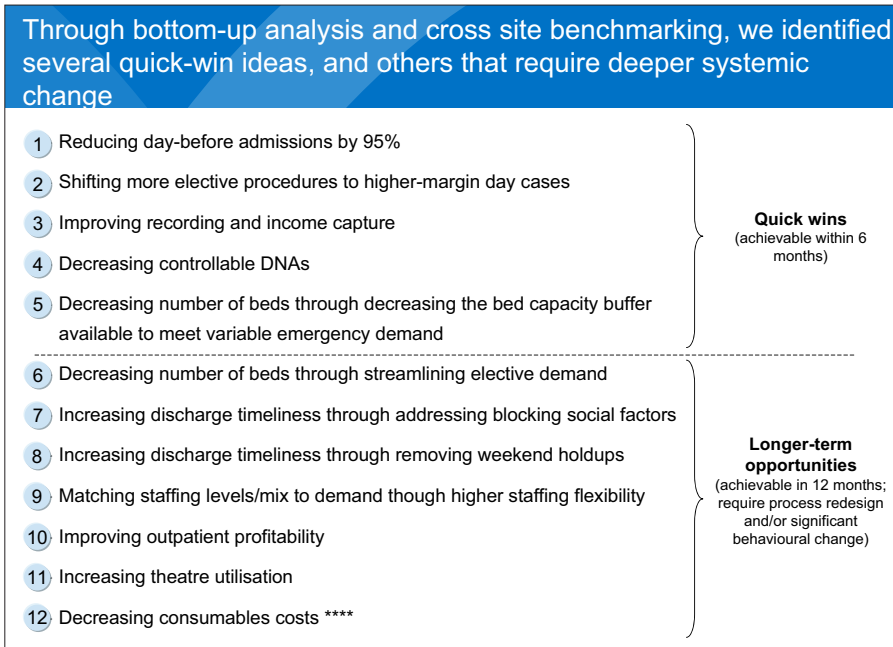 Through bottom-up analysis and cross site benchmarking, we identified
several quick-win ideas, and others that require deeper systemic
change
1 Reducing day-before admissions by 95%
2 Shifting more elective procedures to higher-margin day cases
3 Improving recording and income capture
4 Decreasing controllable DNAs
5 Decreasing number of beds through decreasing the bed capacity buffer
available to meet variable emergency demand
Quick wins
(achievable within 6
months)
6 Decreasing number of beds through streamlining elective demand
7 Increasing discharge timeliness through addressing blocking social factors
8 Increasing discharge timeliness through removing weekend holdups
9 Matching staffing levels/mix to demand though higher staffing flexibility
10 Improving outpatient profitability
11 Increasing theatre utilisation
12 Decreasing consumables costs ****
Longer-term
opportunities
(achievable in 12 months;
require process redesign
and/or significant
behavioural change)